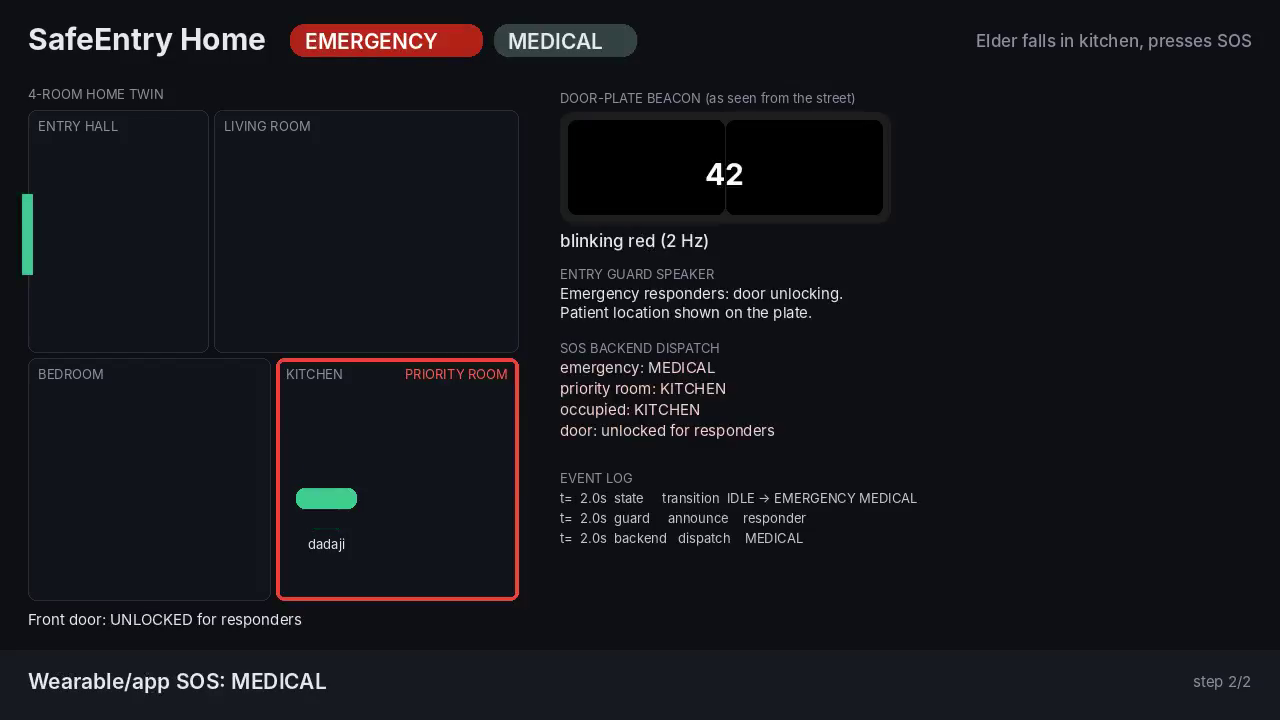 SafeEntry Home
EMERGENCY
MEDICAL
Elder falls in kitchen, presses SOS
4-ROOM HOME TWIN
ENTRY HALL
LIVING ROOM
BEDROOM
KITCHEN
PRIORITY ROOM
dadaji
Front door: UNLOCKED for responders
DOOR-PLATE BEACON (as seen from the street)
42
blinking red (2 Hz)
ENTRY GUARD SPEAKER
Emergency responders: door unlocking.
Patient location shown on the plate.
SOS BACKEND DISPATCH
emergency: MEDICAL
priority room: KITCHEN
occupied: KITCHEN
door: unlocked for responders
EVENT LOG
t= 2.0s state transition IDLE → EMERGENCY MEDICAL
t= 2.0s guard announce responder
t= 2.0s backend dispatch MEDICAL
Wearable/app SOS: MEDICAL
step 2/2